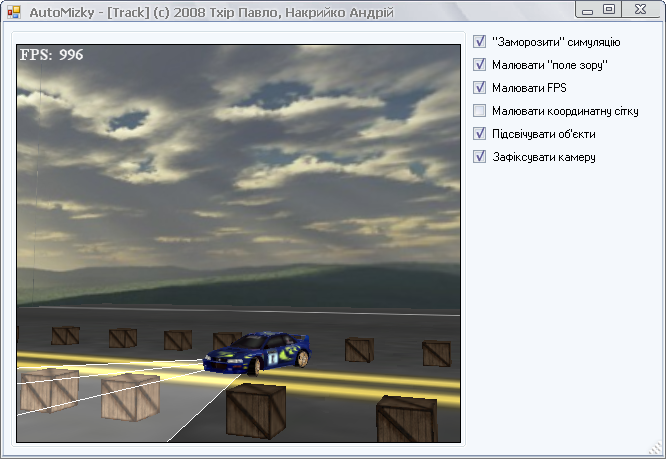 AutoMizky - [Track] (c) 2008 Тхір Павло, Накрийко Андрій
FPS: 996
"Заморозити" симуляцію
Малювати "поле зору"
Малювати FPS
Малювати координатну сітку
Підсвічувати об'єкти
Зафіксувати камеру